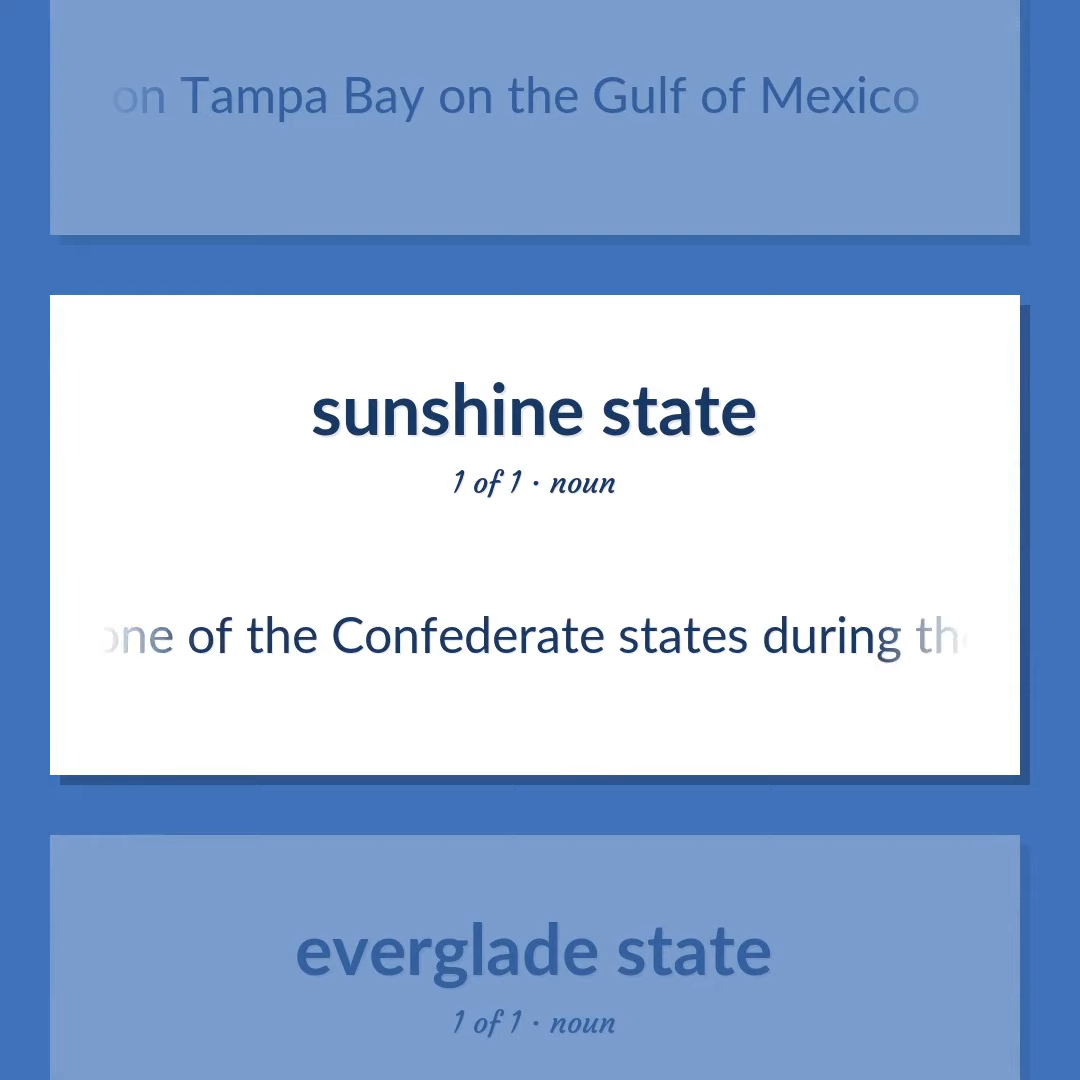 on Tampa Bay on the Gulf of Mexico
sunshine state
1 of 1 · noun
one of the Confederate states during the
everglade state
1 of 1 · noun